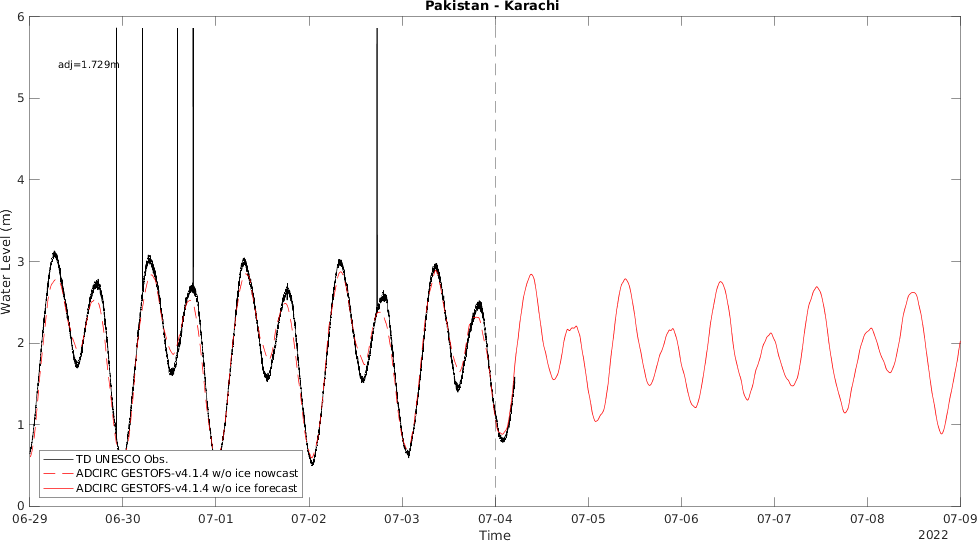 Pakistan - Karachi
6
adj=1.729m
5
4
3
2
1
0
Water Level (m)
TD UNESCO Obs.
ADCIRC GESTOFS-v4.1.4 w/o ice nowcast
ADCIRC GESTOFS-v4.1.4 w/o ice forecast
06-29 06-30 07-01 07-02 07-03 07-04 07-05 07-06 07-07 07-08 07-09
Time
2022